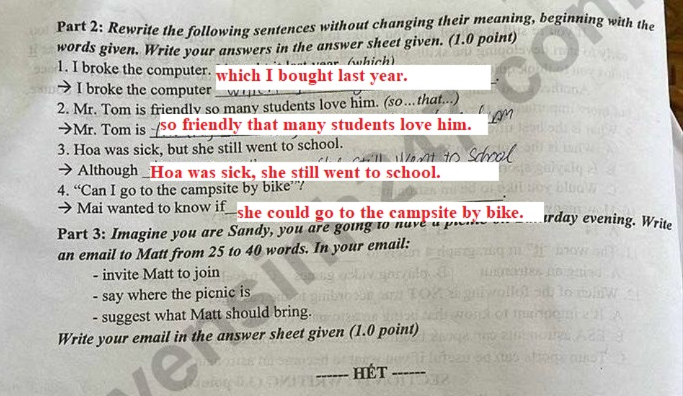 Part 2: Rewrite the following sentences without changing their meaning, beginning with the
words given. Write your answers in the answer sheet given. (1.0 point)
1. I broke the computer. last year. (which)
→ I broke the computer which I bought last year.
2. Mr. Tom is friendly so many students love him. (so...that...)
→Mr. Tom is so friendly that many students love him.
3. Hoa was sick, but she still went to school.
still went to school
→ Although Hoa was sick, she still went to school.
4. “Can I go to the campsite by bike”?
→ Mai wanted to know if she could go to the campsite by bike.
Part 3: Imagine you are Sandy, you are going to have a evening. Write
an email to Matt from 25 to 40 words. In your email:
- invite Matt to join
- say where the picnic is
- suggest what Matt should bring.
Write your email in the answer sheet given (1.0 point)
------ HẾT ------